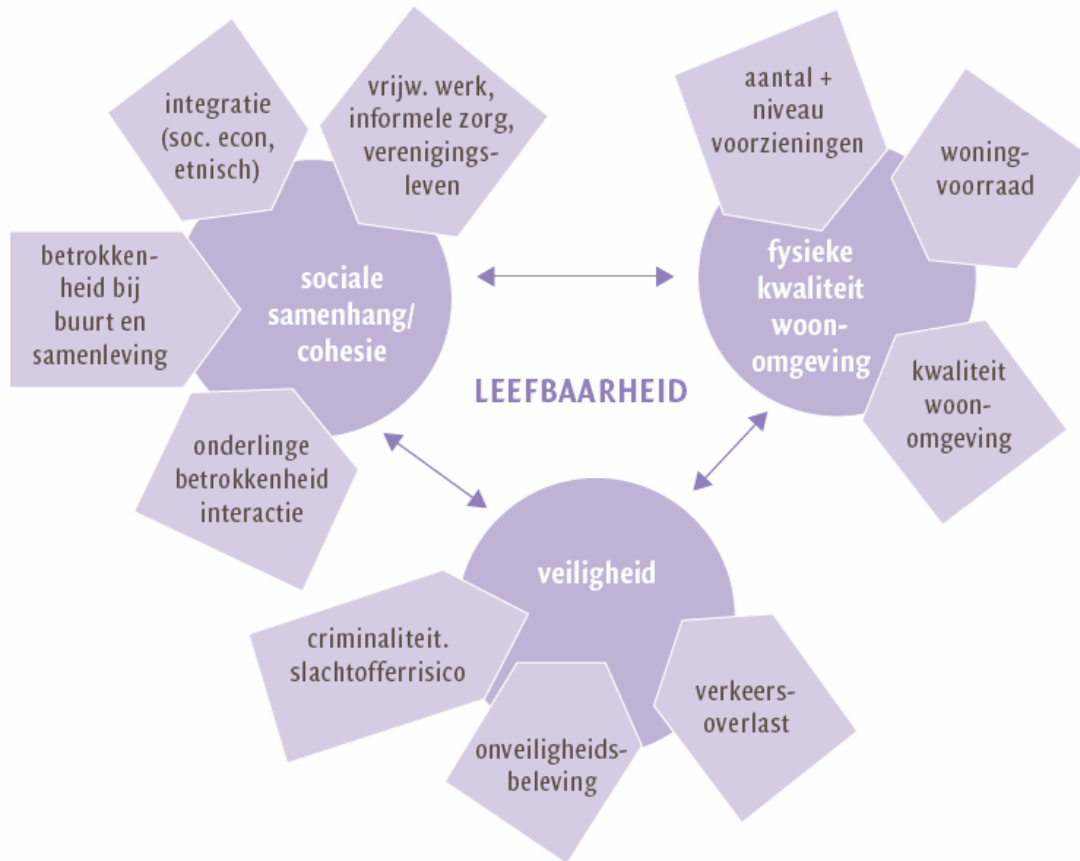 integratie
(soc. econ,
etnisch)
vrijw. werk,
informele zorg,
verenigings-
leven
aantal +
niveau
voorzieningen
woning-
voorraad
betrokken-
heid bij
buurt en
samenleving
sociale
samenhang/
cohesie
fysieke
kwaliteit
woon-
omgeving
LEEFBAARHEID
kwaliteit
woon-
omgeving
onderlinge
betrokkenheid
interactie
veiligheid
criminaliteit.
slachtofferrisico
onveiligheids-
beleving
verkeers-
overlast